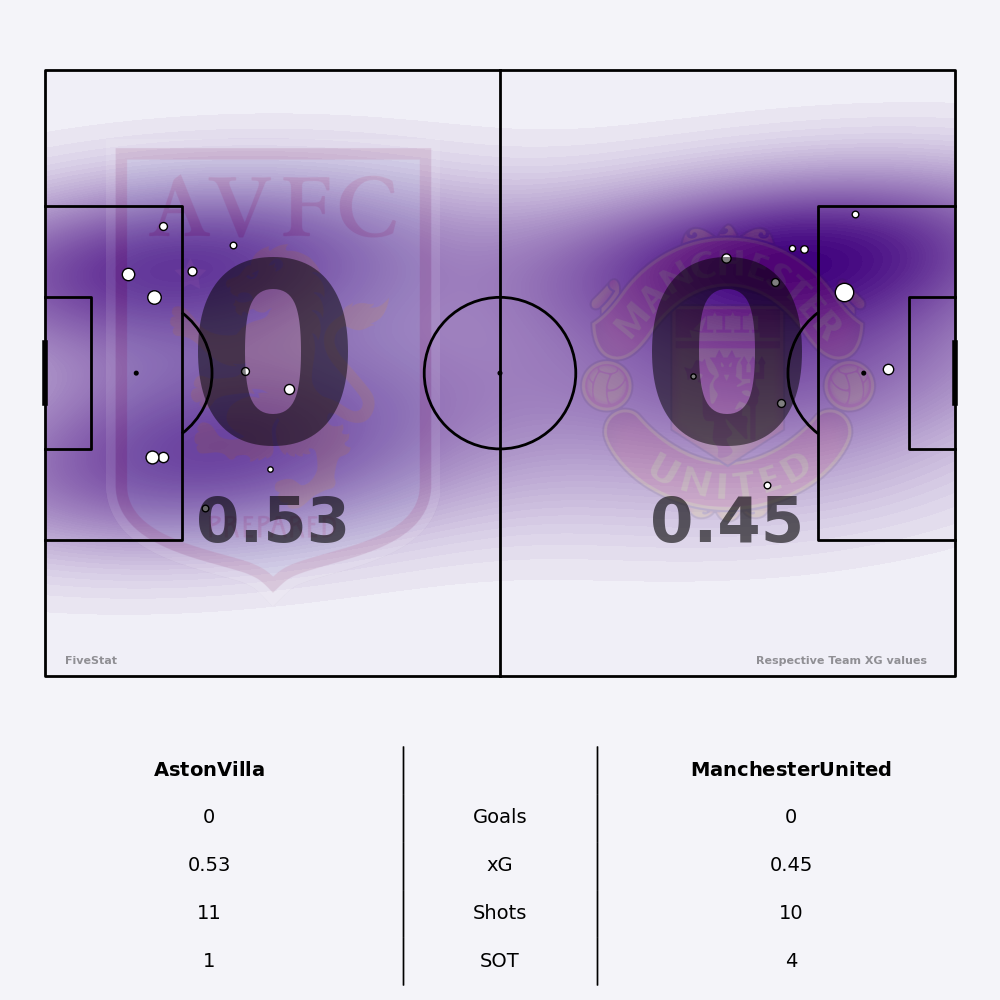 AVFC
MANCHESTER
0
0
UNITED
PREPARED
0.53
0.45
FiveStat
Respective Team XG values
AstonVilla
ManchesterUnited
0 Goals 0
0.53 xG 0.45
11 Shots 10
1 SOT 4